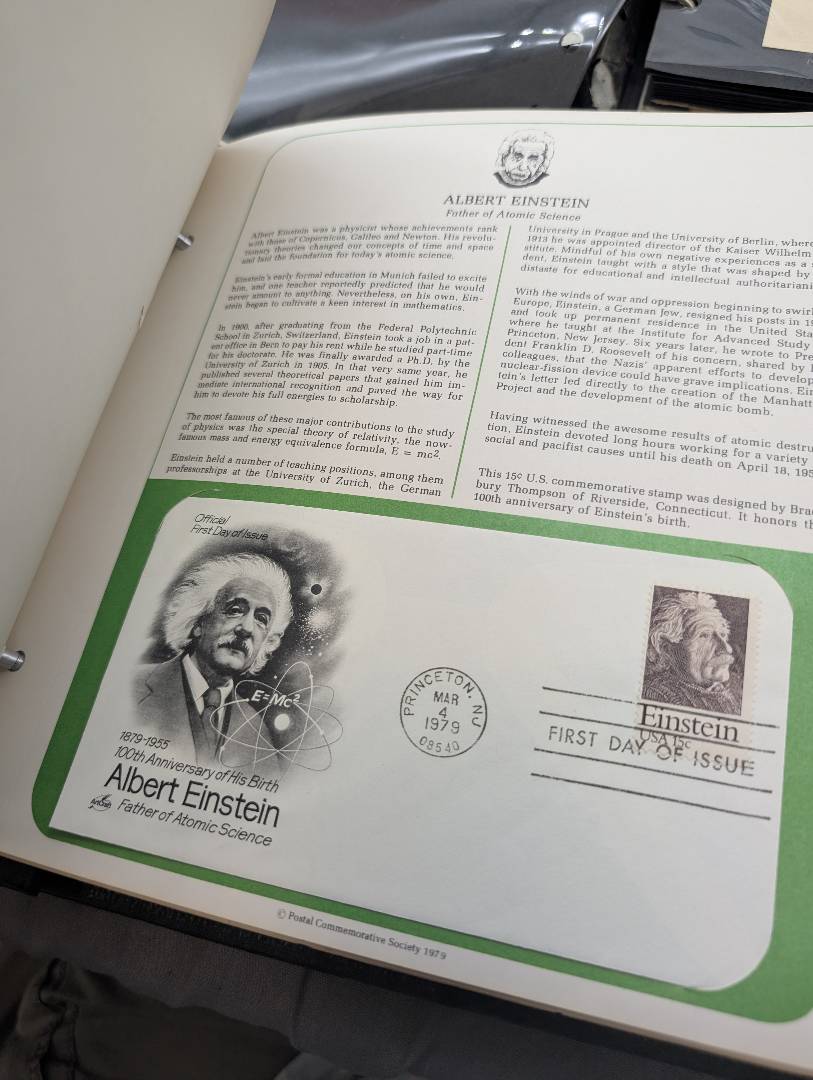 ALBERT EINSTEIN
Father of Atomic Science
Albert Einstein was a physicist whose achievements rank
with those of Copernicus, Galileo and Newton. His revolu-
tionary theories changed our concepts of time and space
and laid the foundation for today's atomic science.
Einstein's early formal education in Munich failed to excite
him, and one teacher reportedly predicted that he would
never amount to anything. Nevertheless, on his own, Ein-
stein began to cultivate a keen interest in mathematics.
In 1900, after graduating from the Federal Polytechnic
School in Zurich, Switzerland, Einstein took a job in a pat-
ent office in Bern to pay his rent while he studied part-time
for his doctorate. He was finally awarded a Ph.D. by the
University of Zurich in 1905. In that very same year, he
published several theoretical papers that gained him im-
mediate international recognition and paved the way for
him to devote his full energies to scholarship.
The most famous of these major contributions to the study
of physics was the special theory of relativity, the now-
famous mass and energy equivalence formula, E = mc².
Einstein held a number of teaching positions, among them
professorships at the University of Zurich, the German
University in Prague and the University of Berlin, where
1913 he was appointed director of the Kaiser Wilhelm
stitute. Mindful of his own negative experiences as a
dent, Einstein taught with a style that was shaped by
distaste for educational and intellectual authoritariani
With the winds of war and oppression beginning to swirl
Europe, Einstein, a German Jew, resigned his posts in 19
and took up permanent residence in the United Sta
where he taught at the Institute for Advanced Study
Princeton, New Jersey. Six years later, he wrote to Pre
dent Franklin D. Roosevelt of his concern, shared by
colleagues, that the Nazis' apparent efforts to develop
nuclear-fission device could have grave implications. Ein
tein's letter led directly to the creation of the Manhatt
Project and the development of the atomic bomb.
Having witnessed the awesome results of atomic destru
tion, Einstein devoted long hours working for a variety
social and pacifist causes until his death on April 18, 195
This 15¢ U.S. commemorative stamp was designed by Brad
bury Thompson of Riverside, Connecticut. It honors th
100th anniversary of Einstein's birth.
Official
First Day of Issue
E=Mc²
1879-1955
100th Anniversary of His Birth
Albert Einstein
ArtCraft
Father of Atomic Science
PRINCETON, NJ
MAR
4
1979
08540
Einstein
USA 15c
FIRST DAY OF ISSUE
© Postal Commemorative Society 1979